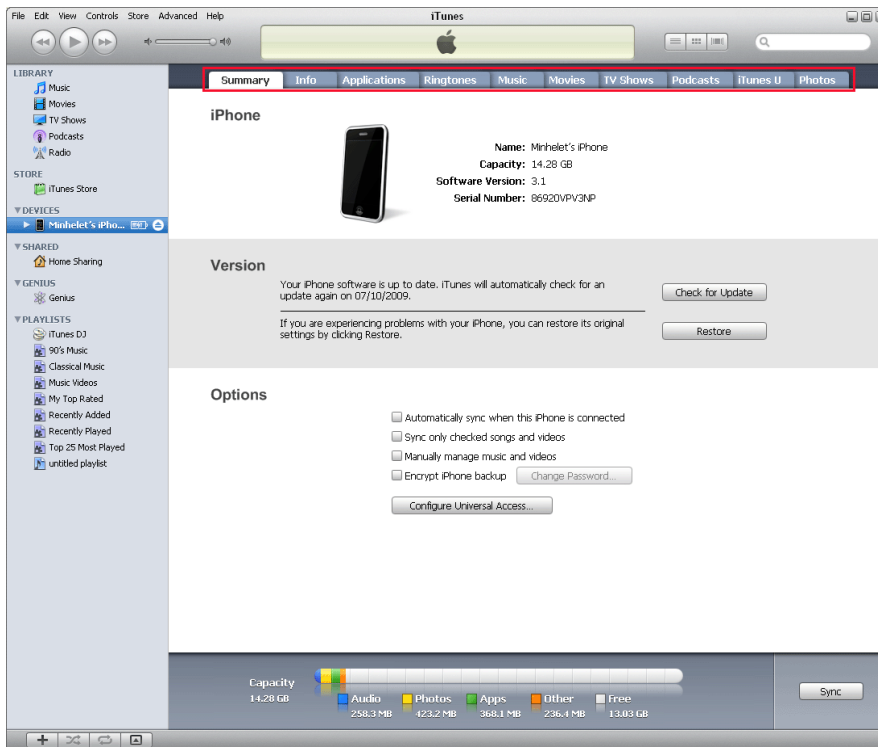 File Edit View Controls Store Advanced Help
iTunes
LIBRARY
Music
Movies
TV Shows
Podcasts
Radio
STORE
iTunes Store
DEVICES
Minhelet's iPho...
SHARED
Home Sharing
GENIUS
Genius
PLAYLISTS
iTunes DJ
90's Music
Classical Music
Music Videos
My Top Rated
Recently Added
Recently Played
Top 25 Most Played
untitled playlist
Summary Info Applications Ringtones Music Movies TV Shows Podcasts iTunes U Photos
iPhone
Name: Minhelet's iPhone
Capacity: 14.28 GB
Software Version: 3.1
Serial Number: 86920VPV3NP
Version
Your iPhone software is up to date. iTunes will automatically check for an
update again on 07/10/2009.
Check for Update
If you are experiencing problems with your iPhone, you can restore its original
settings by clicking Restore.
Restore
Options
Automatically sync when this iPhone is connected
Sync only checked songs and videos
Manually manage music and videos
Encrypt iPhone backup Change Password...
Configure Universal Access...
Capacity
14.28 GB
Audio Photos Apps Other Free
258.3 MB 423.2 MB 368.1 MB 236.4 MB 13.03 GB
Sync